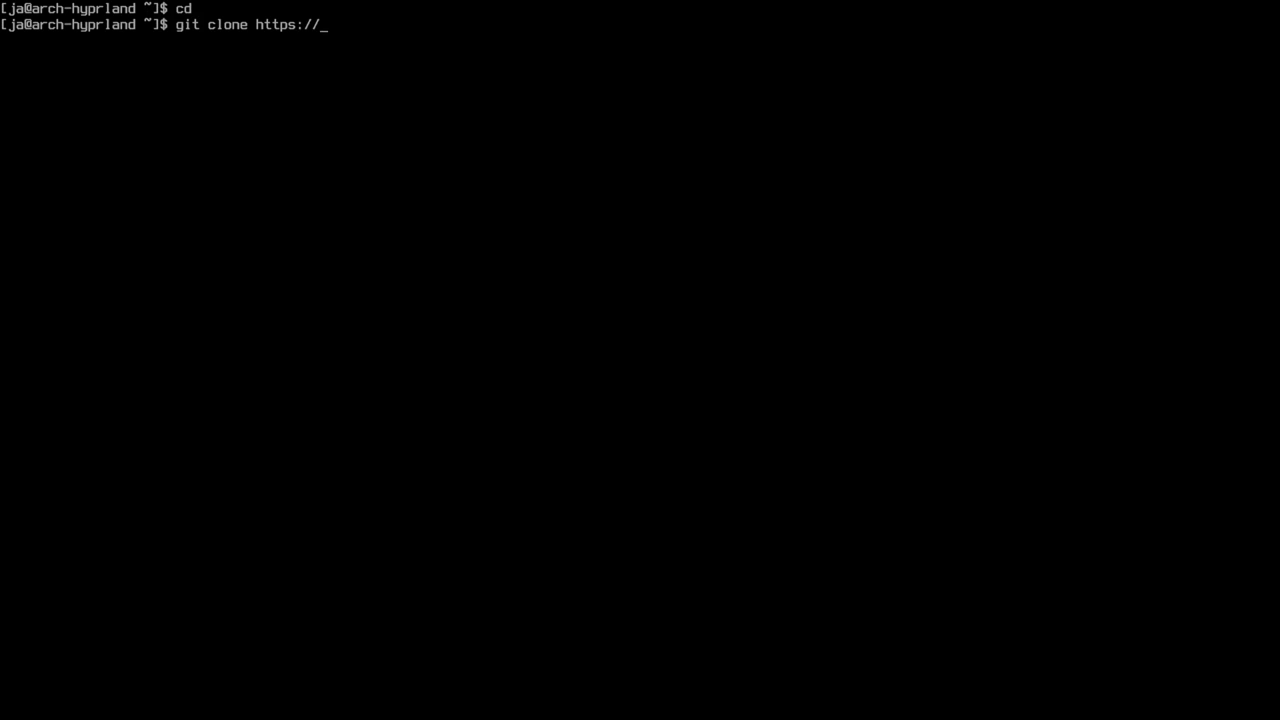 [ja@arch-hyprland ~]$ cd
[ja@arch-hyprland ~]$ git clone https://_